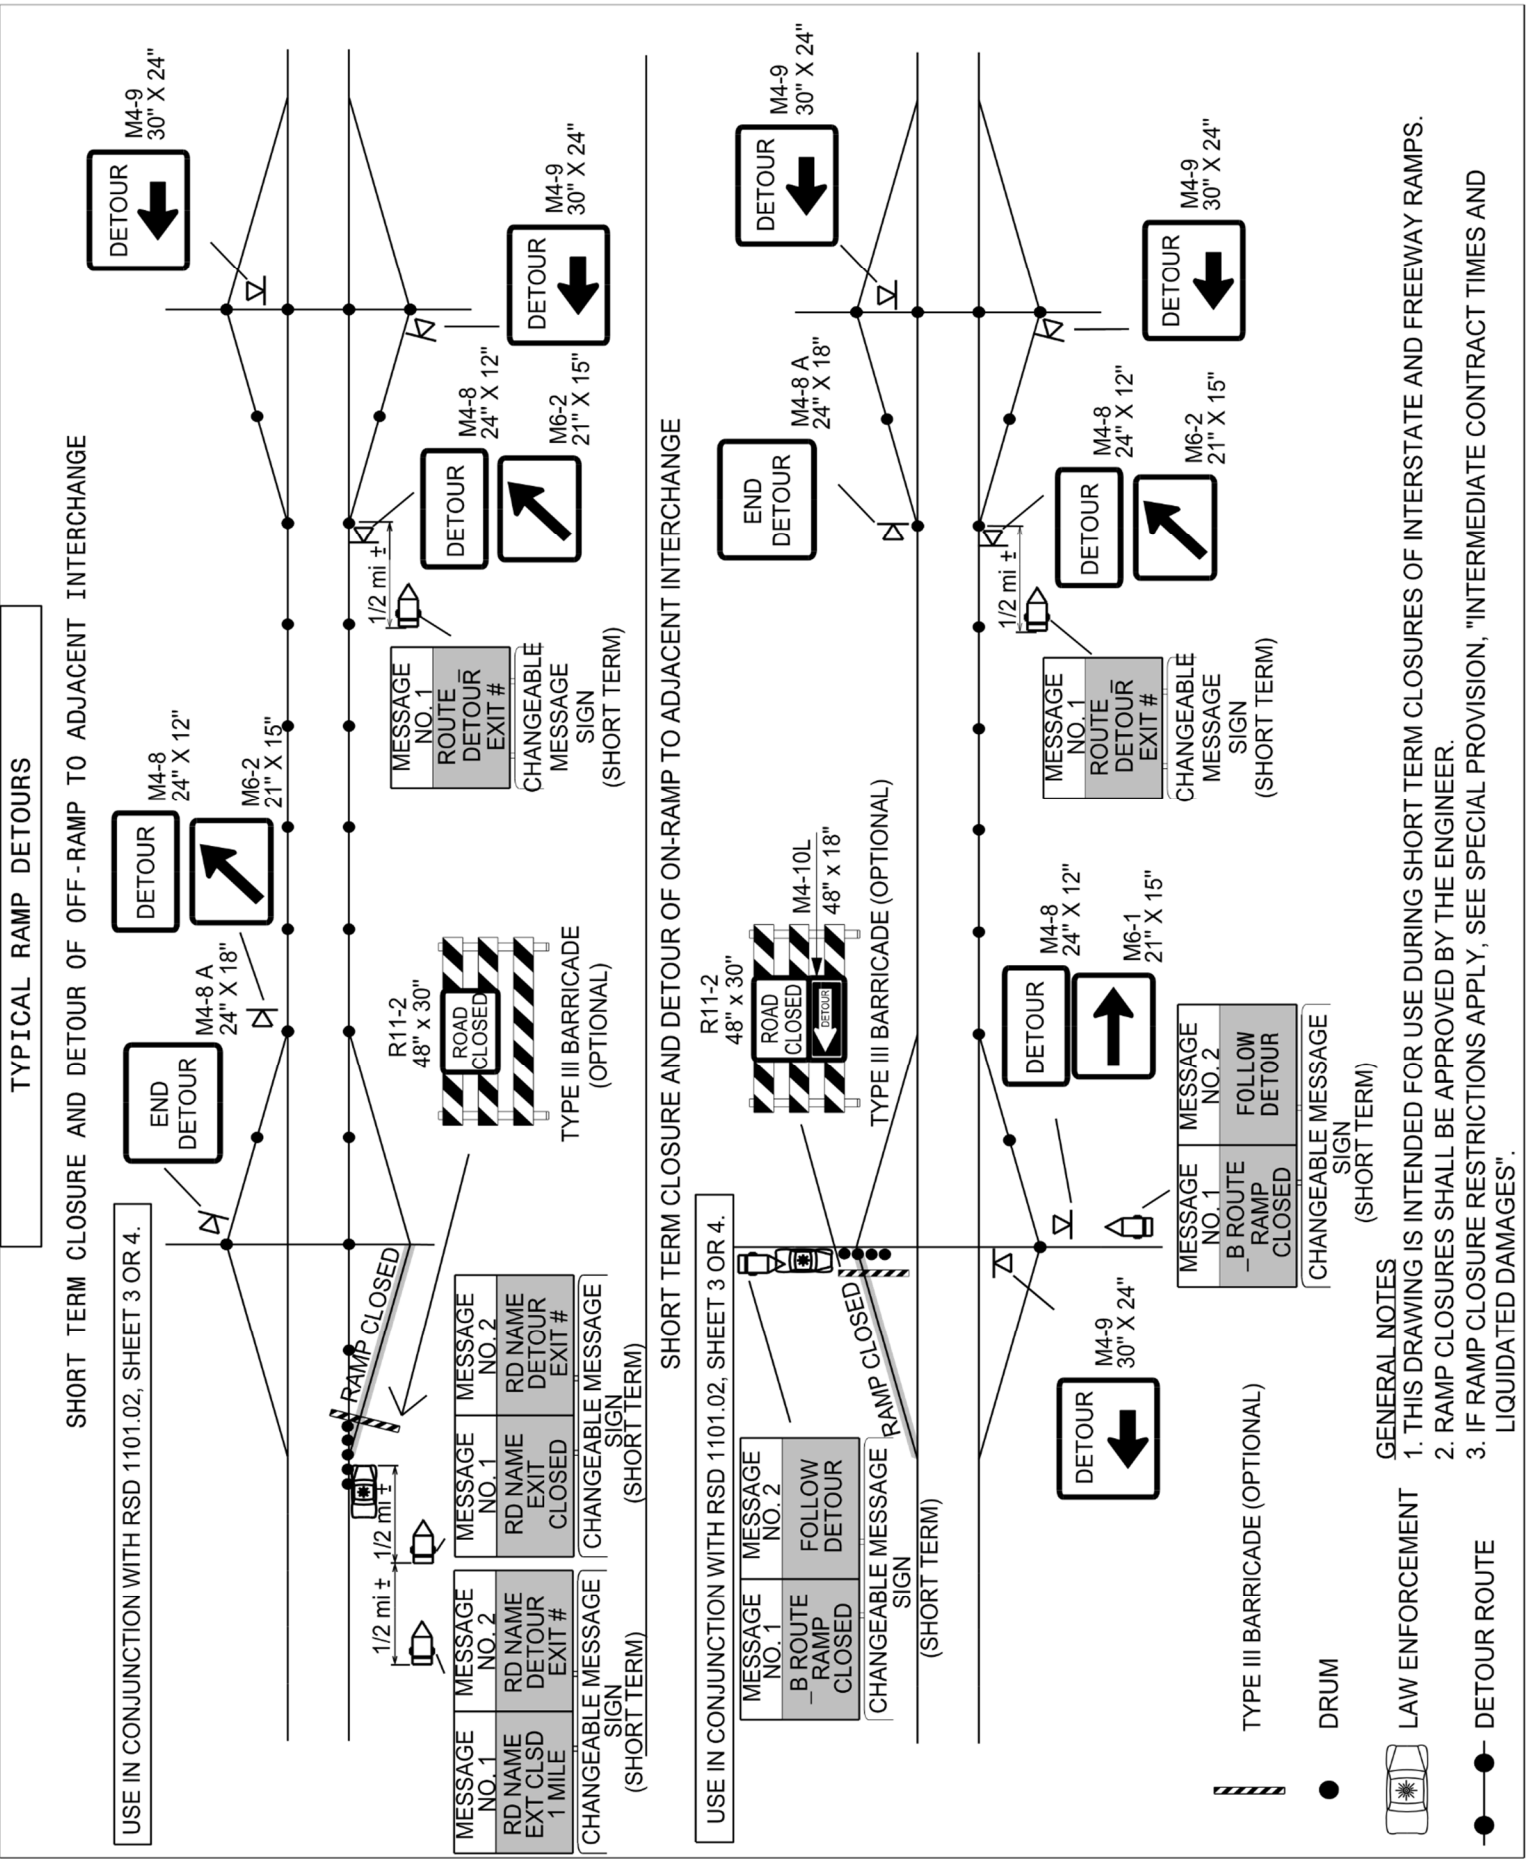 TYPICAL RAMP DETOURS
SHORT TERM CLOSURE AND DETOUR OF OFF-RAMP TO ADJACENT INTERCHANGE
USE IN CONJUNCTION WITH RSD 1101.02, SHEET 3 OR 4.
END
DETOUR
M4-8 A
24" X 18"
DETOUR
M4-8
24" X 12"
M6-2
21" X 15"
DETOUR
M4-9
30" X 24"
RAMP CLOSED
1/2 mi ±
1/2 mi ±
MESSAGE
NO. 1
RD NAME
EXT CLSD
1 MILE
MESSAGE
NO. 2
RD NAME
DETOUR
EXIT #
CHANGEABLE MESSAGE
SIGN
(SHORT TERM)
MESSAGE
NO. 1
RD NAME
EXIT
CLOSED
MESSAGE
NO. 2
RD NAME
DETOUR
EXIT #
CHANGEABLE MESSAGE
SIGN
(SHORT TERM)
R11-2
48" x 30"
ROAD
CLOSED
TYPE III BARRICADE
(OPTIONAL)
1/2 mi ±
MESSAGE
NO. 1
ROUTE_
DETOUR_
EXIT #
CHANGEABLE
MESSAGE
SIGN
(SHORT TERM)
DETOUR
M4-8
24" X 12"
M6-2
21" X 15"
DETOUR
M4-9
30" X 24"
SHORT TERM CLOSURE AND DETOUR OF ON-RAMP TO ADJACENT INTERCHANGE
USE IN CONJUNCTION WITH RSD 1101.02, SHEET 3 OR 4.
MESSAGE
NO. 1
_B ROUTE
RAMP
CLOSED
MESSAGE
NO. 2
FOLLOW
DETOUR
CHANGEABLE MESSAGE
SIGN
(SHORT TERM)
RAMP CLOSED
R11-2
48" x 30"
ROAD
CLOSED
DETOUR
M4-10L
48" x 18"
TYPE III BARRICADE (OPTIONAL)
END
DETOUR
M4-8 A
24" X 18"
DETOUR
M4-9
30" X 24"
DETOUR
M4-9
30" X 24"
MESSAGE
NO. 1
_B ROUTE
RAMP
CLOSED
MESSAGE
NO. 2
FOLLOW
DETOUR
CHANGEABLE MESSAGE
SIGN
(SHORT TERM)
DETOUR
M4-8
24" X 12"
M6-1
21" X 15"
1/2 mi ±
MESSAGE
NO. 1
ROUTE_
DETOUR_
EXIT #
CHANGEABLE
MESSAGE
SIGN
(SHORT TERM)
DETOUR
M4-8
24" X 12"
M6-2
21" X 15"
DETOUR
M4-9
30" X 24"
TYPE III BARRICADE (OPTIONAL)
DRUM
LAW ENFORCEMENT
DETOUR ROUTE
GENERAL NOTES
1. THIS DRAWING IS INTENDED FOR USE DURING SHORT TERM CLOSURES OF INTERSTATE AND FREEWAY RAMPS.
2. RAMP CLOSURES SHALL BE APPROVED BY THE ENGINEER.
3. IF RAMP CLOSURE RESTRICTIONS APPLY, SEE SPECIAL PROVISION, "INTERMEDIATE CONTRACT TIMES AND
LIQUIDATED DAMAGES".